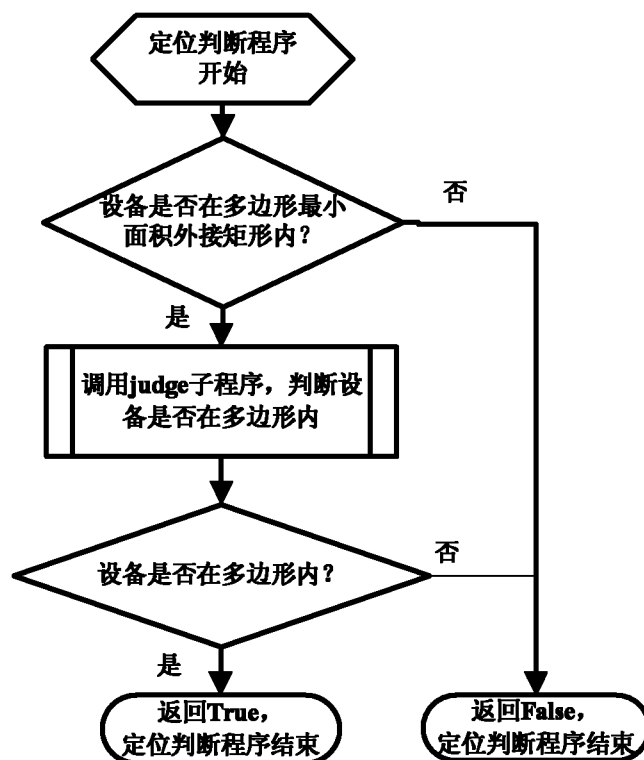 定位判断程序
开始
设备是否在多边形最小
面积外接矩形内?
否
是
调用judge子程序，判断设
备是否在多边形内
设备是否在多边形内?
否
是
返回True，
定位判断程序结束
返回False，
定位判断程序结束